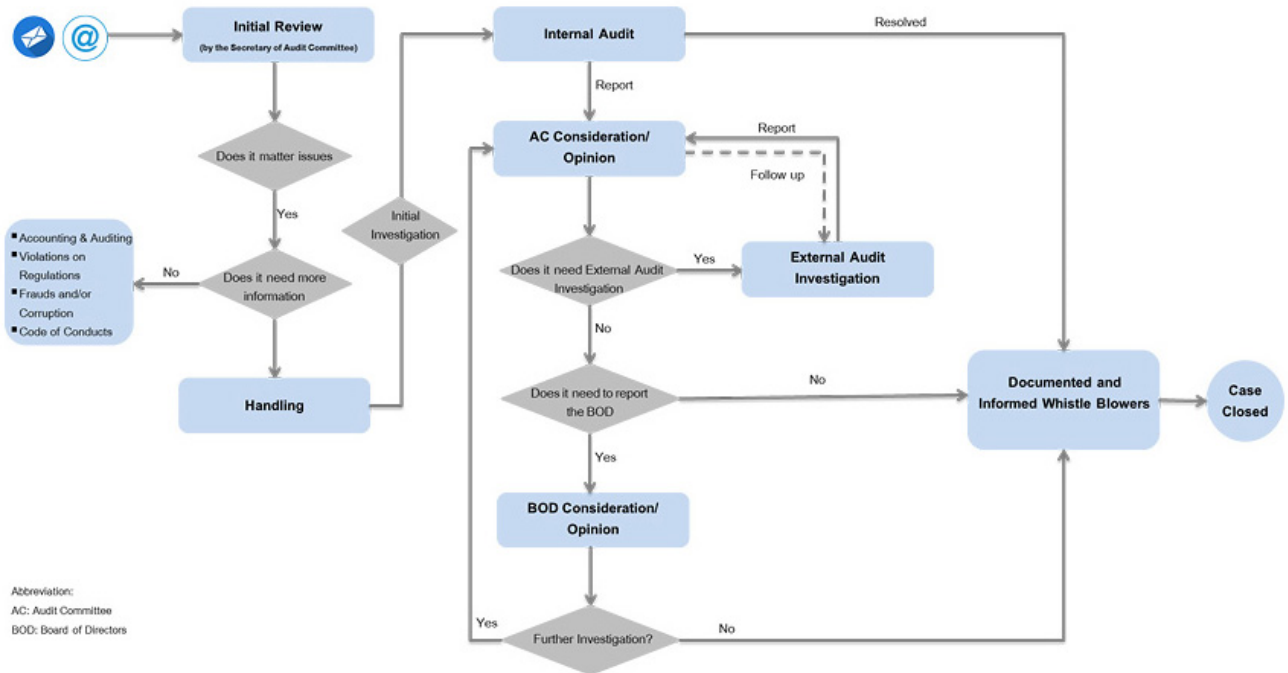 @
Initial Review
(by the Secretary of Audit Committee)
Does it matter issues
Yes
Does it need more
information
No
▪ Accounting & Auditing
▪ Violations on
Regulations
▪ Frauds and/or
Corruption
▪ Code of Conducts
Handling
Initial
Investigation
Internal Audit
Resolved
Report
AC Consideration/
Opinion
Report
Follow up
Does it need External Audit
Investigation
Yes
External Audit
Investigation
No
Does it need to report
the BOD
No
Documented and
Informed Whistle Blowers
Case
Closed
Yes
BOD Consideration/
Opinion
Further Investigation?
Yes
No
Abbreviation:
AC: Audit Committee
BOD: Board of Directors